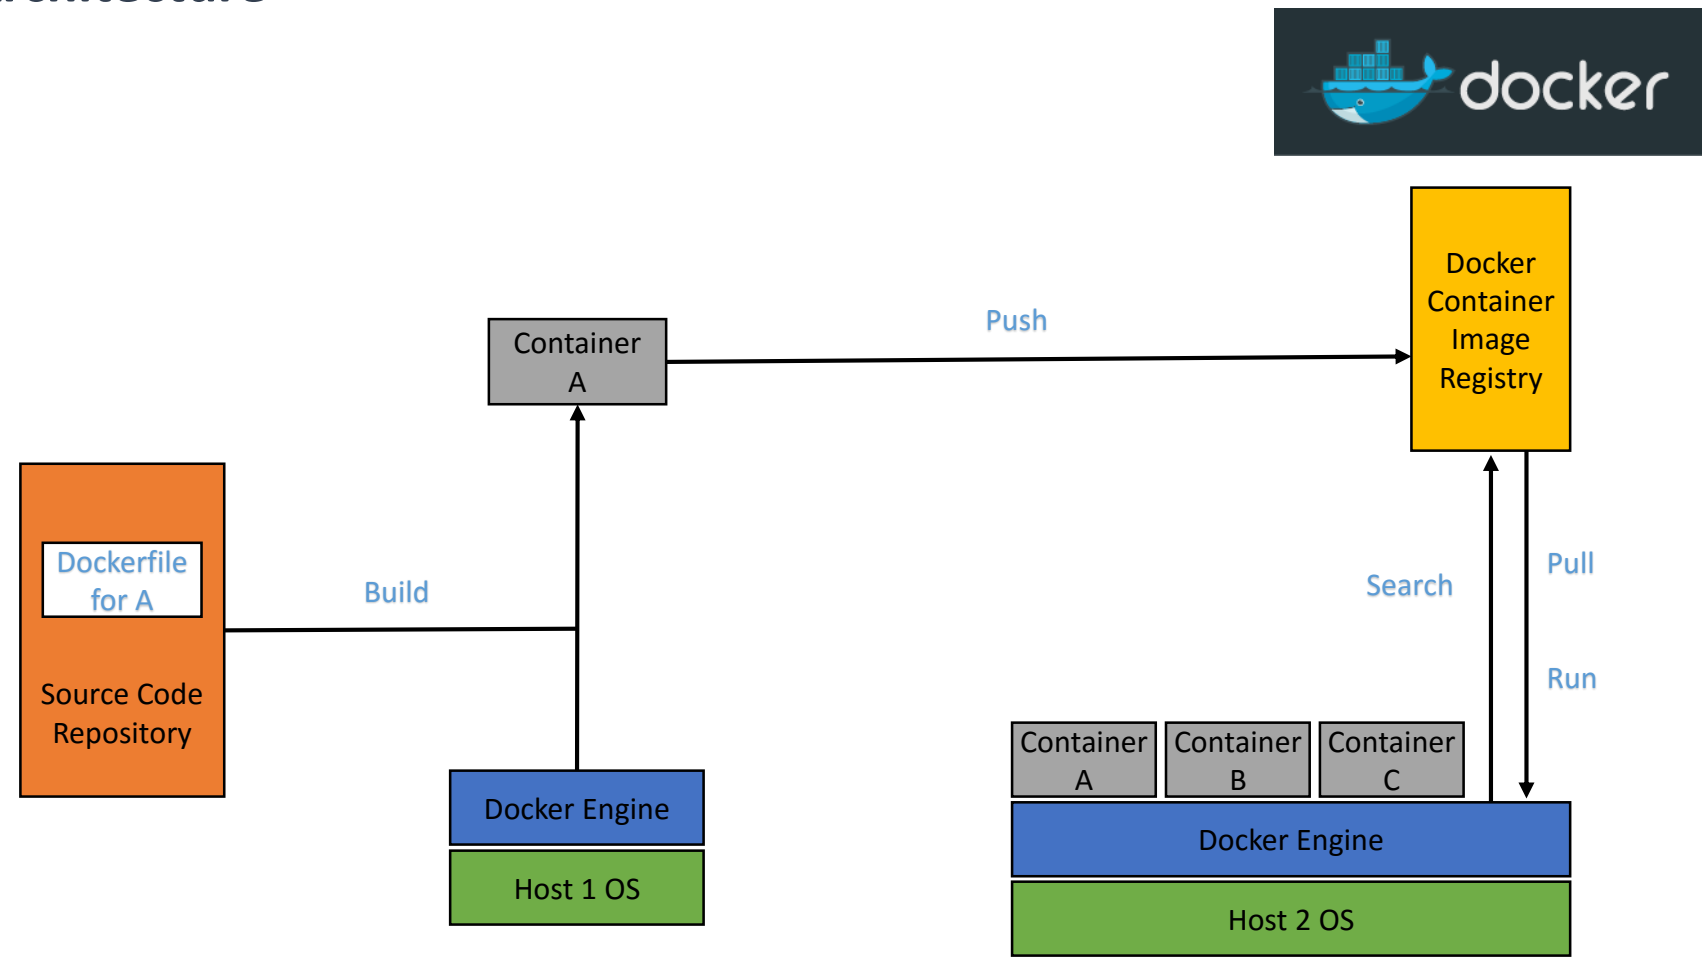 docker
Docker
Container
Image
Registry
Push
Container
A
Dockerfile
for A
Build
Source Code
Repository
Search
Pull
Run
Docker Engine
Host 1 OS
Container
A
Container
B
Container
C
Docker Engine
Host 2 OS